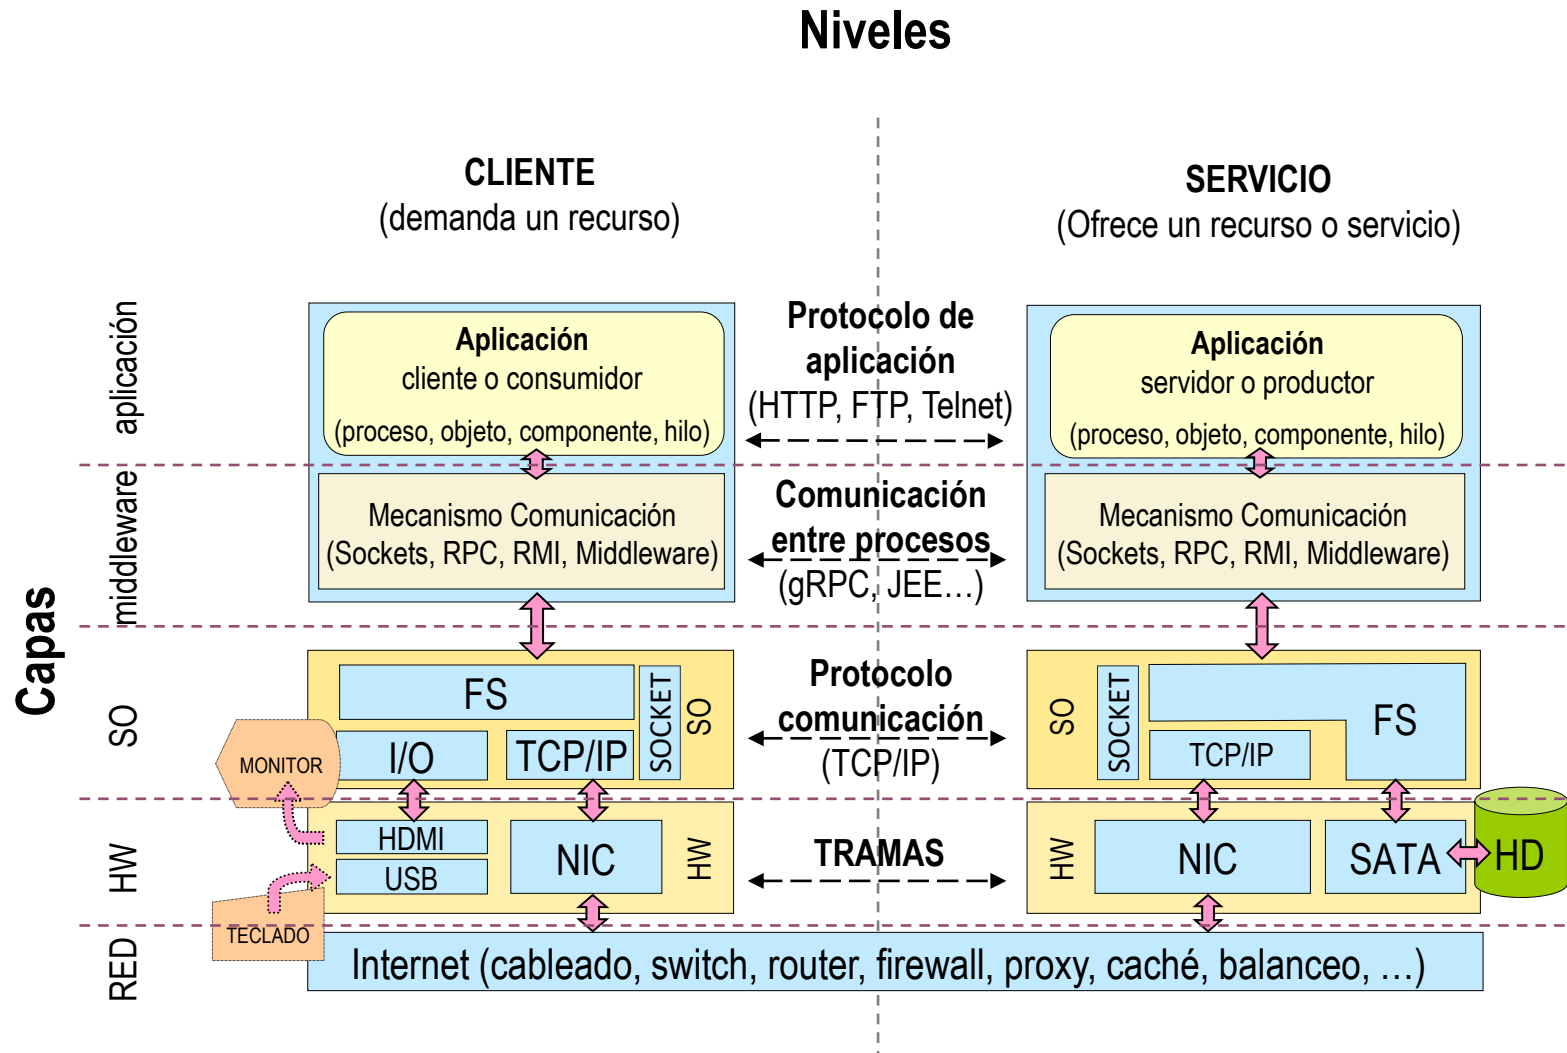 Niveles
CLIENTE
(demanda un recurso)
SERVICIO
(Ofrece un recurso o servicio)
Capas
aplicación
Aplicación
cliente o consumidor
(proceso, objeto, componente, hilo)
Protocolo de
aplicación
(HTTP, FTP, Telnet)
Aplicación
servidor o productor
(proceso, objeto, componente, hilo)
middleware
Mecanismo Comunicación
(Sockets, RPC, RMI, Middleware)
Comunicación
entre procesos
(gRPC, JEE…)
Mecanismo Comunicación
(Sockets, RPC, RMI, Middleware)
SO
MONITOR
FS
I/O
TCP/IP
SOCKET
SO
Protocolo
comunicación
(TCP/IP)
SO
SOCKET
TCP/IP
FS
HW
TECLADO
HDMI
USB
NIC
HW
TRAMAS
HW
NIC
SATA
HD
RED
Internet (cableado, switch, router, firewall, proxy, caché, balanceo, …)